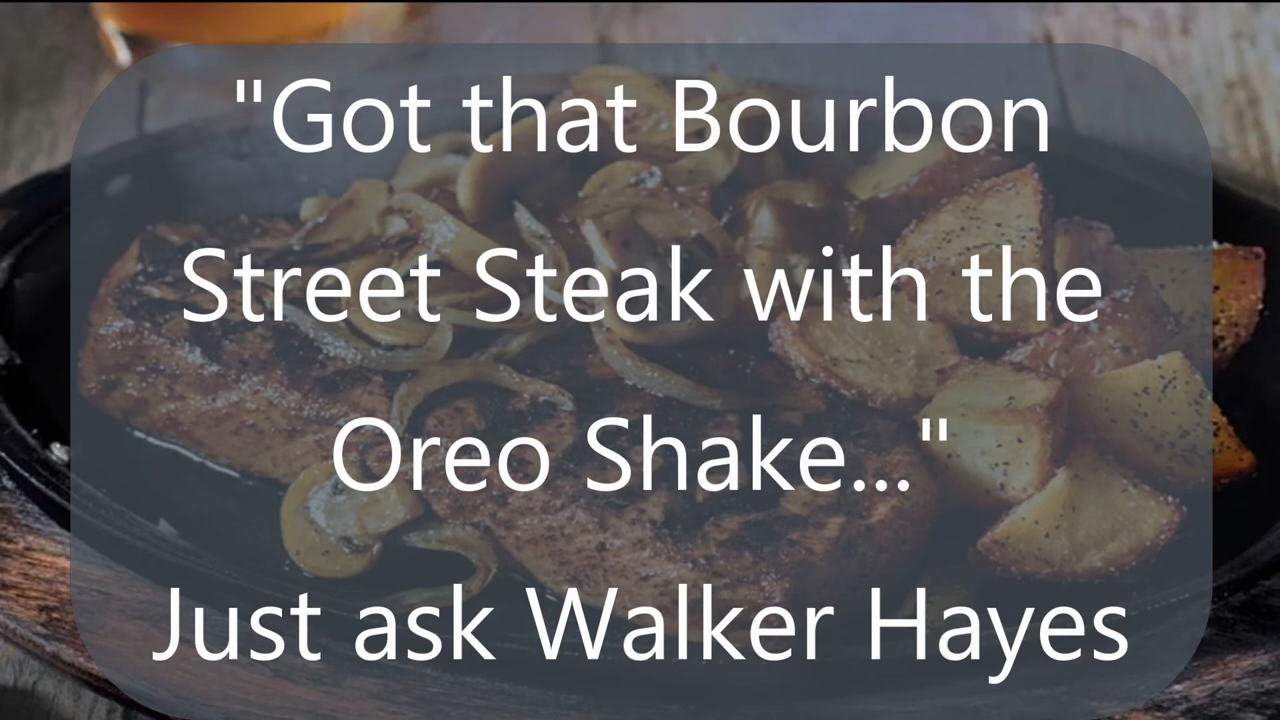 "Got that Bourbon
Street Steak with the
Oreo Shake..."
Just ask Walker Hayes